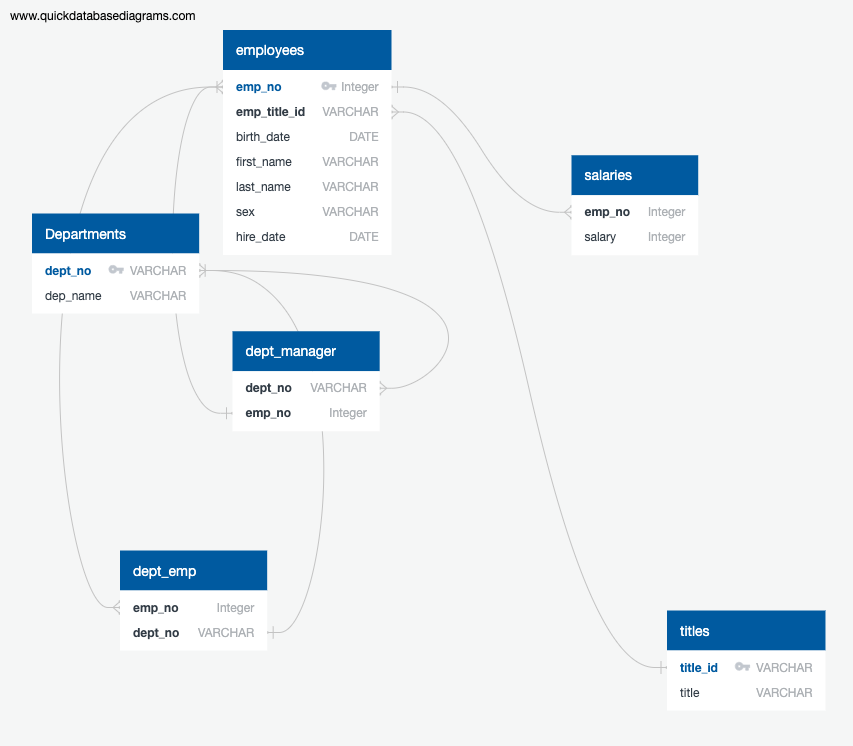 www.quickdatabasediagrams.com
employees
emp_no Integer
emp_title_id VARCHAR
birth_date DATE
first_name VARCHAR
last_name VARCHAR
sex VARCHAR
hire_date DATE
salaries
emp_no Integer
salary Integer
Departments
dept_no VARCHAR
dep_name VARCHAR
dept_manager
dept_no VARCHAR
emp_no Integer
dept_emp
emp_no Integer
dept_no VARCHAR
titles
title_id VARCHAR
title VARCHAR